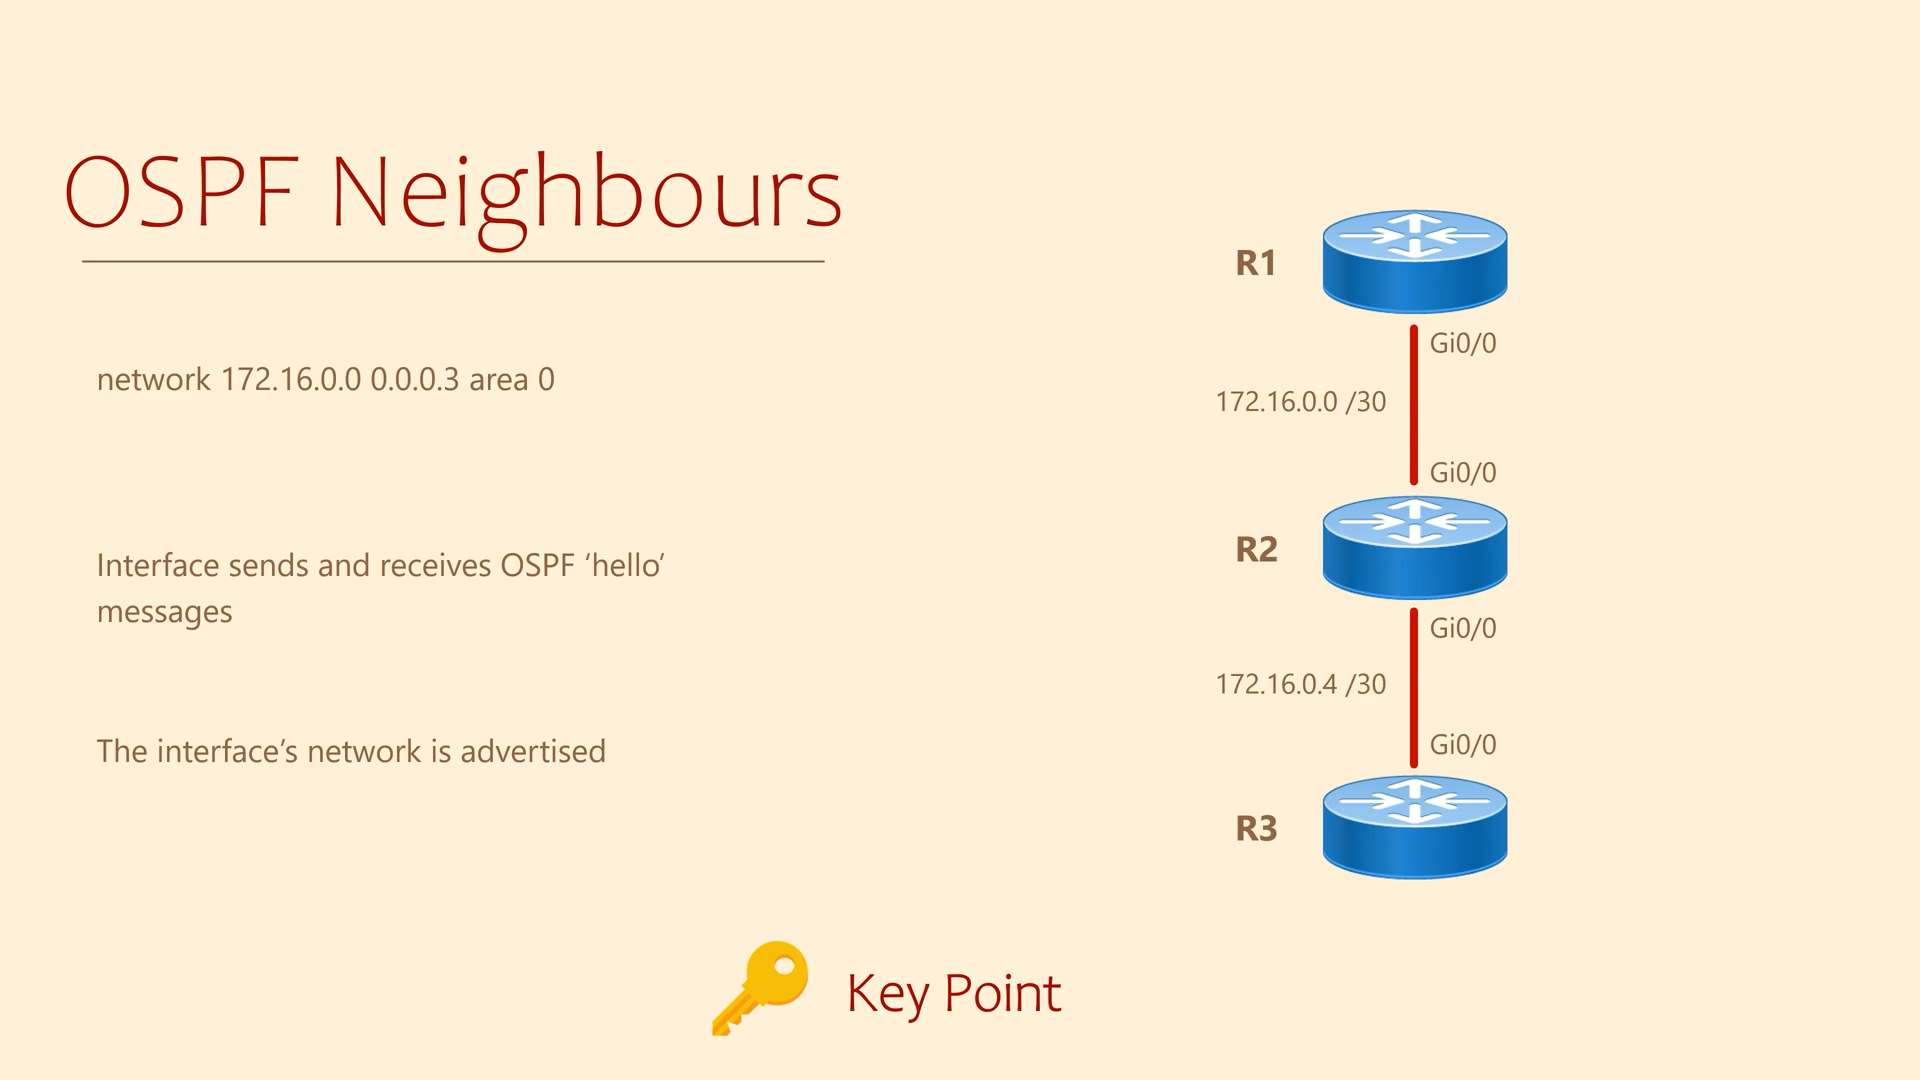 OSPF Neighbours
network 172.16.0.0 0.0.0.3 area 0
Interface sends and receives OSPF ‘hello’
messages
The interface’s network is advertised
R1
Gi0/0
172.16.0.0 /30
Gi0/0
R2
Gi0/0
172.16.0.4 /30
Gi0/0
R3
Key Point